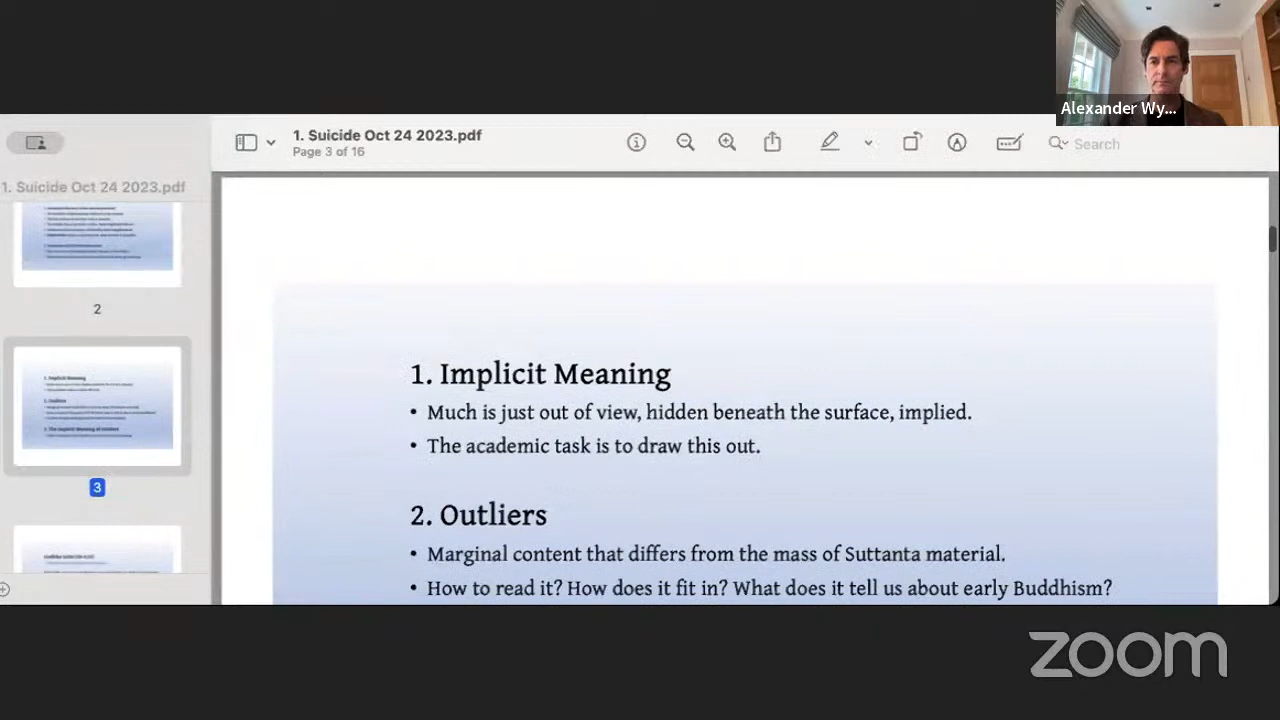 Alexander Wy...
1. Suicide Oct 24 2023.pdf
Page 3 of 16
Search
1. Suicide Oct 24 2023.pdf
2
3
1. Implicit Meaning
• Much is just out of view, hidden beneath the surface, implied.
• The academic task is to draw this out.
2. Outliers
• Marginal content that differs from the mass of Suttanta material.
• How to read it? How does it fit in? What does it tell us about early Buddhism?
zoom